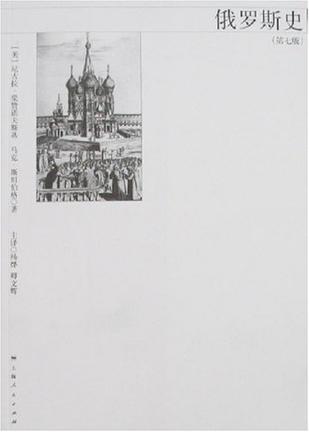 俄罗斯史
(第七版)
[美]尼古拉·梁赞诺夫斯基 马克·斯坦伯格 著
主译 杨烨 卿文辉
上海人民出版社